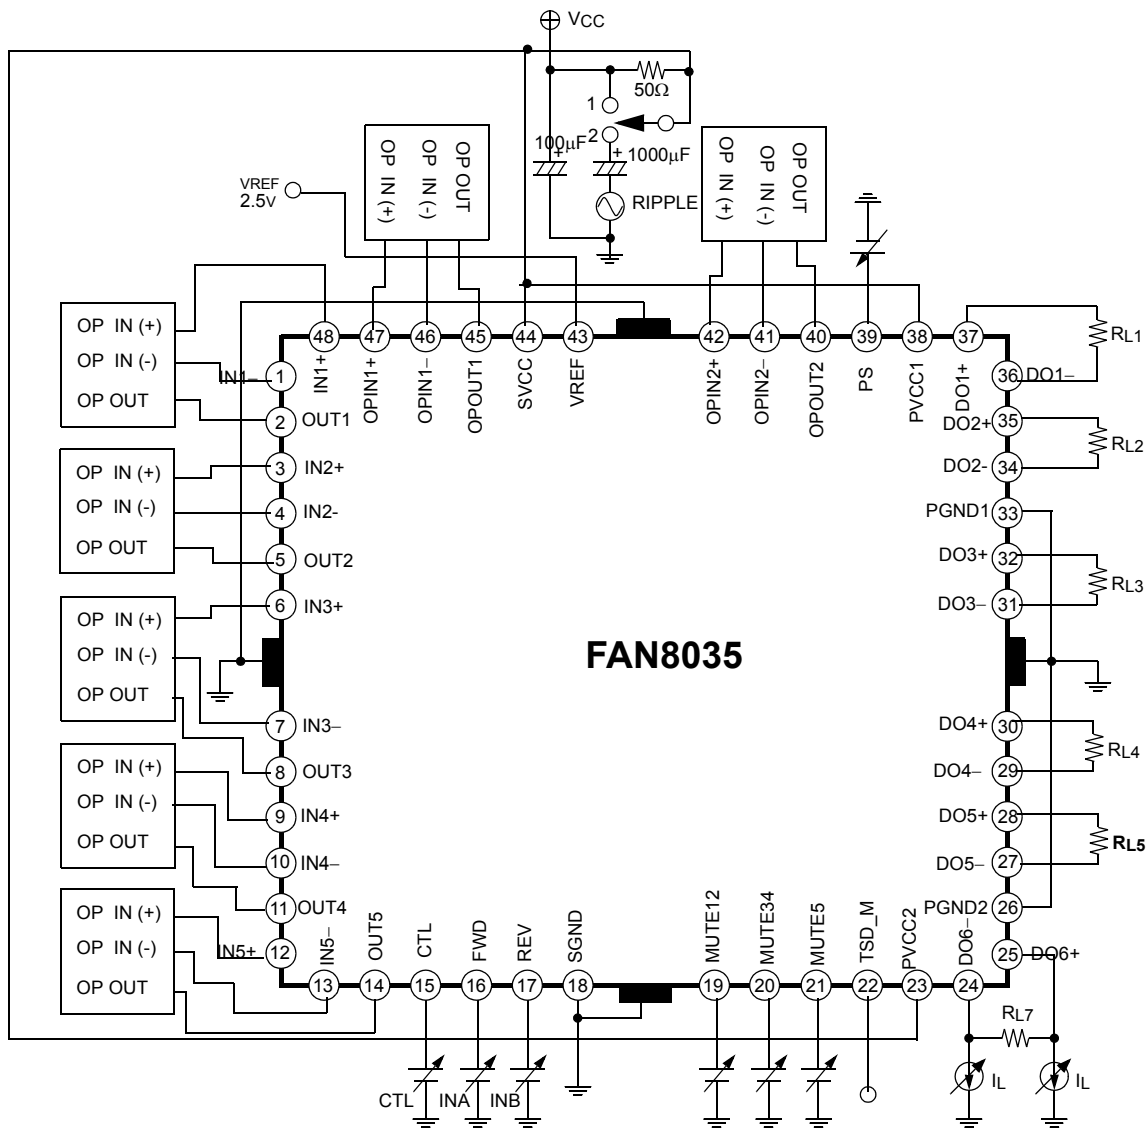 VCC
50Ω
1
2
100µF
+
+
1000µF
RIPPLE
VREF
2.5V
OP IN (+)
OP IN (-)
OP OUT
OP IN (+)
OP IN (-)
OP OUT
48
47
46
45
44
43
42
41
40
39
38
37
IN1+
OPIN1+
OPIN1−
OPOUT1
SVCC
VREF
OPIN2+
OPIN2−
OPOUT2
PS
PVCC1
DO1+
OP IN (+)
OP IN (-)
OP OUT
IN1−
1
2
OUT1
OP IN (+)
OP IN (-)
OP OUT
3
IN2+
4
IN2-
5
OUT2
OP IN (+)
OP IN (-)
OP OUT
6
IN3+
7
IN3−
8
OUT3
OP IN (+)
OP IN (-)
OP OUT
9
IN4+
10
IN4−
11
OUT4
OP IN (+)
OP IN (-)
OP OUT
IN5+
12
FAN8035
RL1
36
DO1−
DO2+
35
RL2
DO2-
34
PGND1
33
DO3+
32
RL3
DO3−
31
DO4+
30
RL4
DO4−
29
DO5+
28
RL5
DO5−
27
PGND2
26
25
DO6+
IN5−
OUT5
CTL
FWD
REV
SGND
MUTE12
MUTE34
MUTE5
TSD_M
PVCC2
DO6−
13
14
15
16
17
18
19
20
21
22
23
24
RL7
CTL
INA
INB
IL
IL